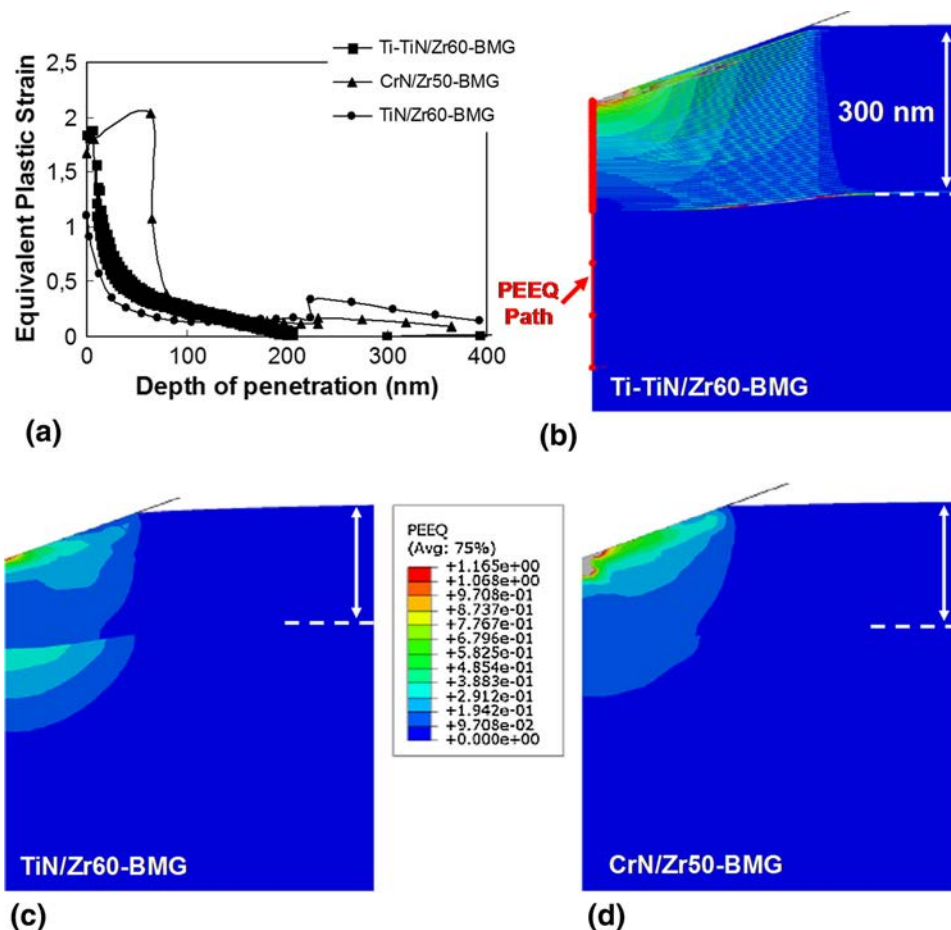 (a)
Equivalent Plastic Strain
2,5
2
1,5
1
0,5
0
Ti-TiN/Zr60-BMG
CrN/Zr50-BMG
TiN/Zr60-BMG
0
100
200
300
400
Depth of penetration (nm)
300 nm
PEEQ
Path
Ti-TiN/Zr60-BMG
(b)
PEEQ
(Avg: 75%)
+1.165e+00
+1.068e+00
+9.708e-01
+8.737e-01
+7.767e-01
+6.796e-01
+5.825e-01
+4.854e-01
+3.883e-01
+2.912e-01
+1.942e-01
+9.708e-02
+0.000e+00
TiN/Zr60-BMG
(c)
CrN/Zr50-BMG
(d)